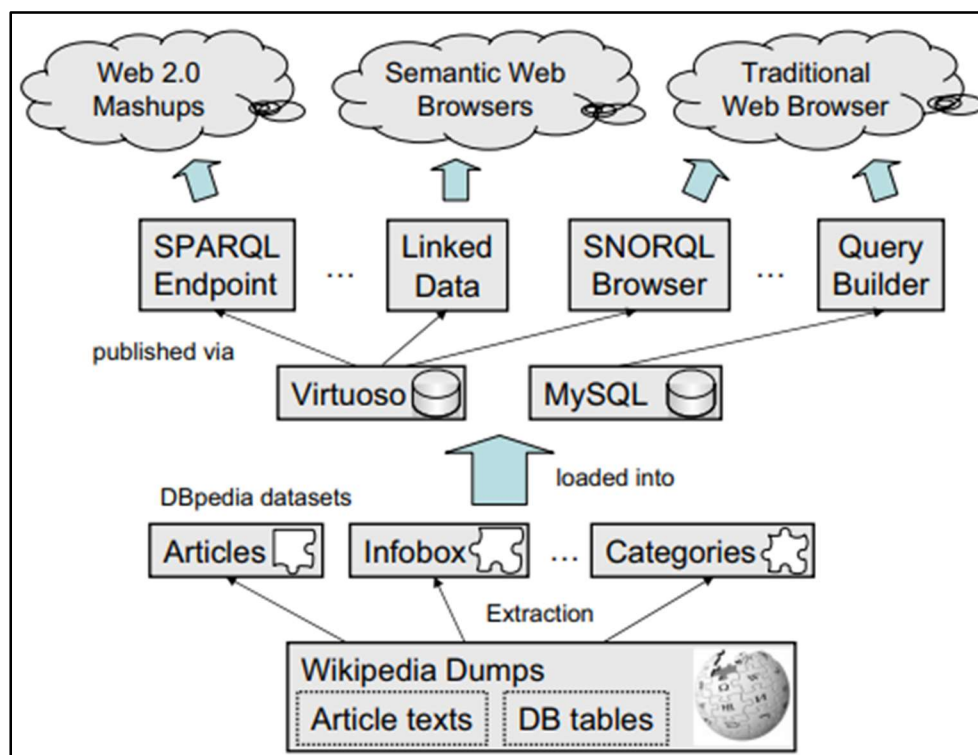 Web 2.0
Mashups
Semantic Web
Browsers
Traditional
Web Browser
SPARQL
Endpoint
...
Linked
Data
SNORQL
Browser
...
Query
Builder
published via
Virtuoso
MySQL
loaded into
DBpedia datasets
Articles
Infobox
...
Categories
Extraction
Wikipedia Dumps
Article texts
DB tables